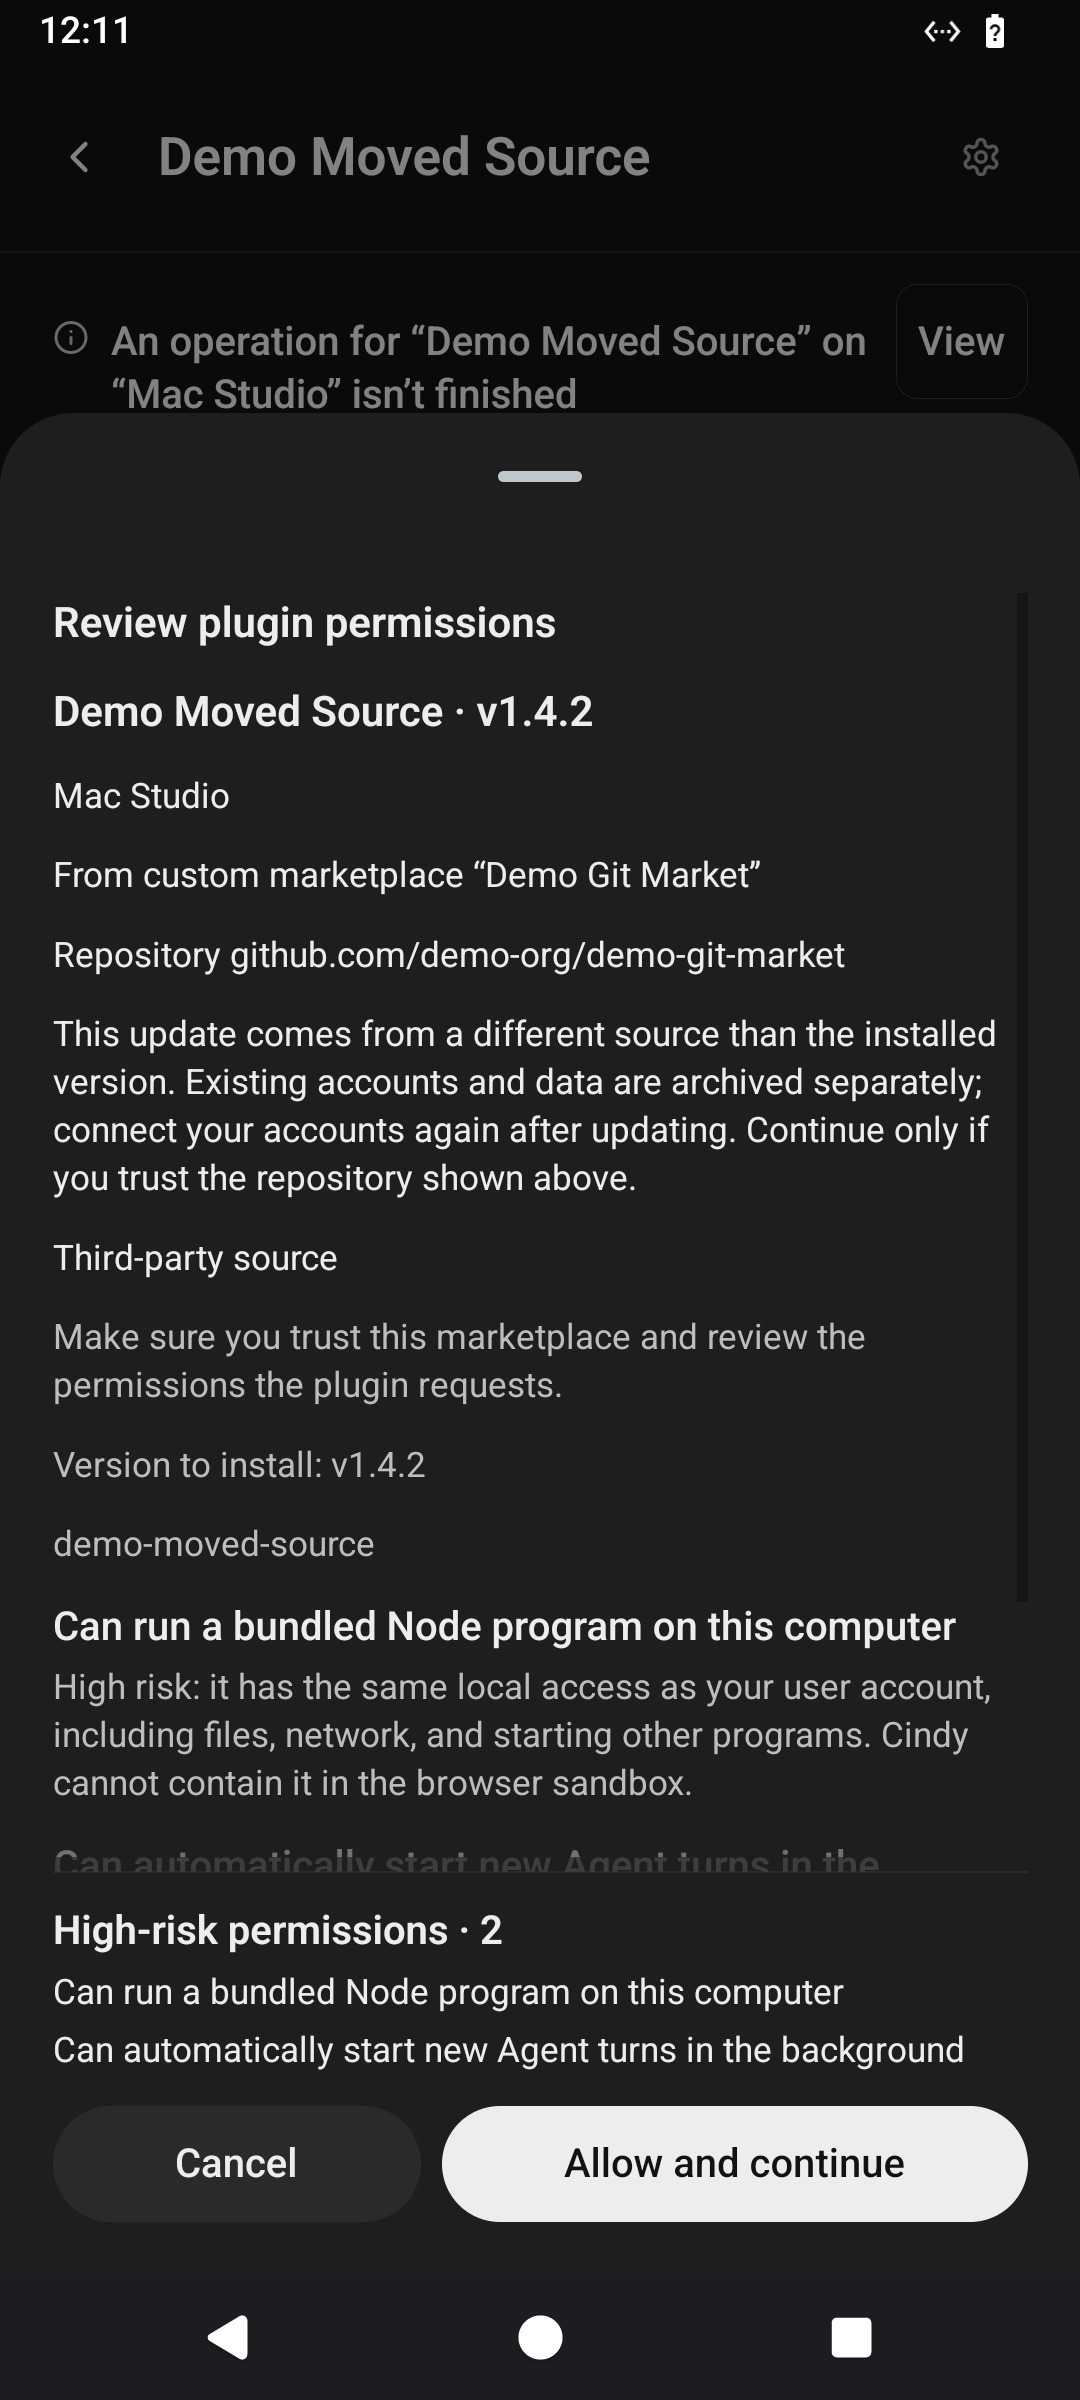 12:11
Demo Moved Source
An operation for “Demo Moved Source” on
“Mac Studio” isn’t finished
View
Review plugin permissions
Demo Moved Source · v1.4.2
Mac Studio
From custom marketplace “Demo Git Market”
Repository github.com/demo-org/demo-git-market
This update comes from a different source than the installed
version. Existing accounts and data are archived separately;
connect your accounts again after updating. Continue only if
you trust the repository shown above.
Third-party source
Make sure you trust this marketplace and review the
permissions the plugin requests.
Version to install: v1.4.2
demo-moved-source
Can run a bundled Node program on this computer
High risk: it has the same local access as your user account,
including files, network, and starting other programs. Cindy
cannot contain it in the browser sandbox.
Can automatically start new Agent turns in the
High-risk permissions · 2
Can run a bundled Node program on this computer
Can automatically start new Agent turns in the background
Cancel
Allow and continue